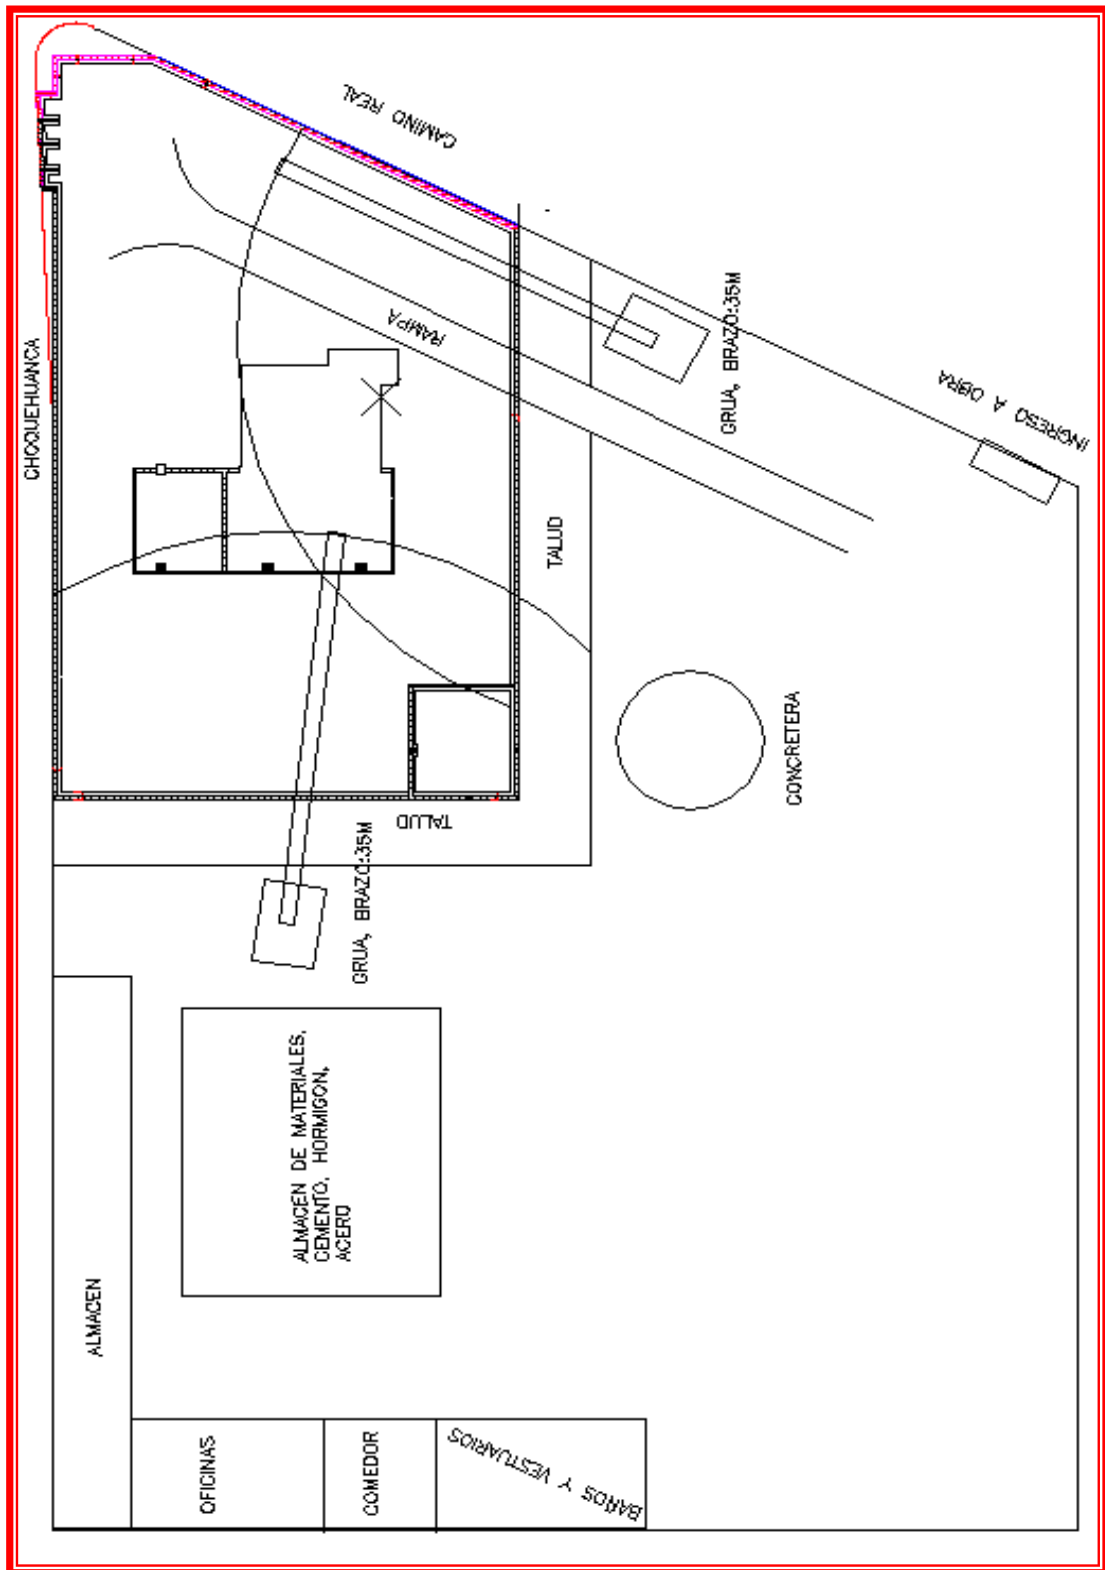 CAMINO REAL
CHOQUEHUANCA
RAMPA
GRUA, BRAZO:35M
INGRESO A OBRA
TALUD
CONCRETERA
TALUD
GRUA, BRAZO:35M
ALMACEN DE MATERIALES,
CEMENTO, HORMIGON,
ACERO
ALMACEN
OFICINAS
COMEDOR
BAÑOS Y VESTUARIOS